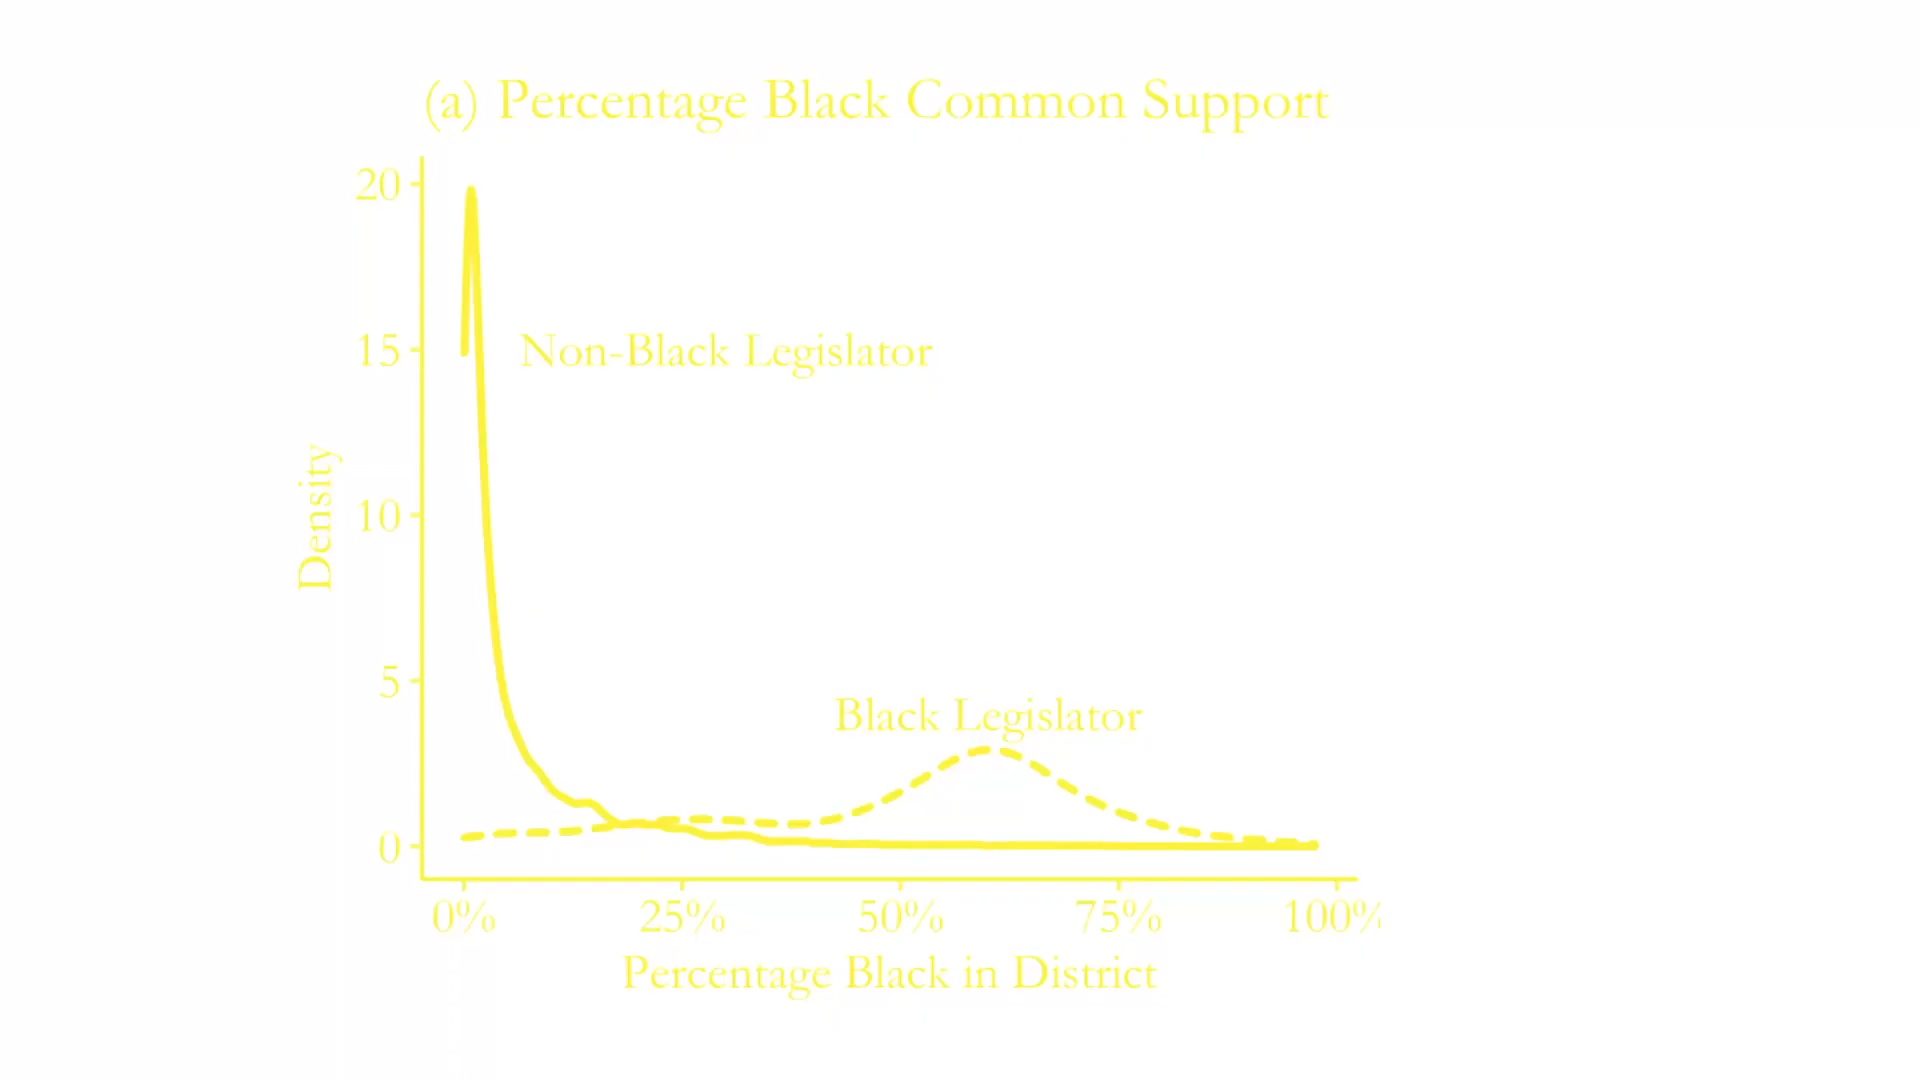 (a) Percentage Black Common Support
20
15
10
5
0
Density
Non-Black Legislator
Black Legislator
0% 25% 50% 75% 100%
Percentage Black in District